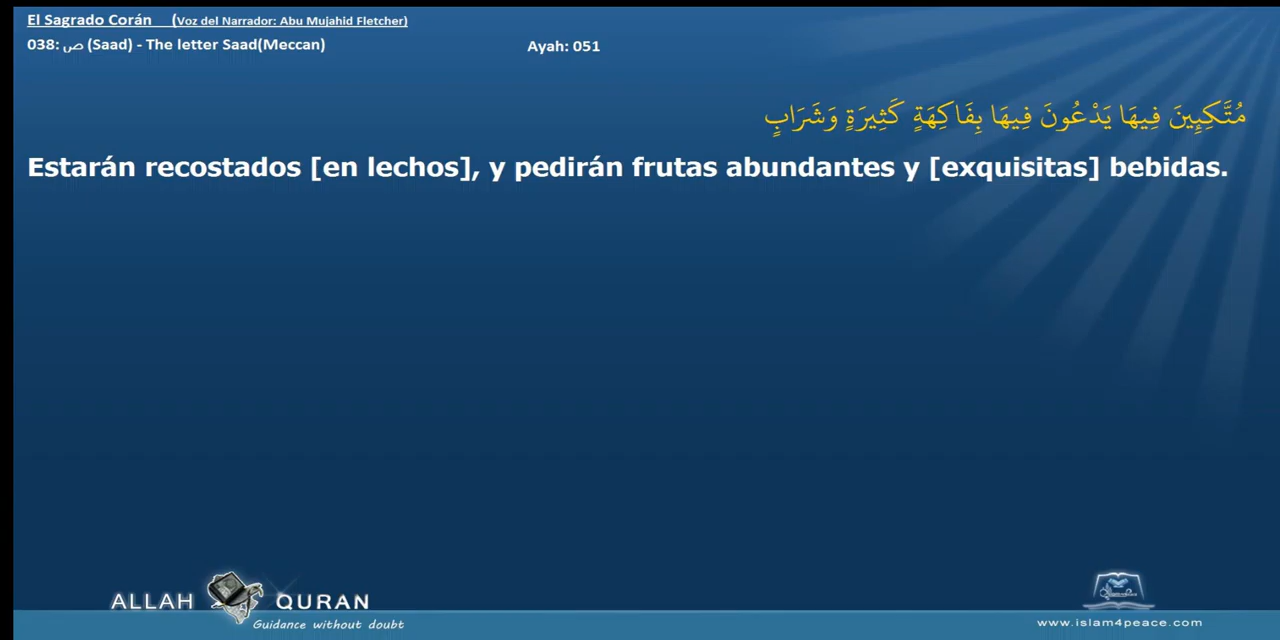 El Sagrado Corán (Voz del Narrador: Abu Mujahid Fletcher)
038: ص (Saad) - The letter Saad(Meccan) Ayah: 051
مُتَّكِئِينَ فِيهَا يَدْعُونَ فِيهَا بِفَاكِهَةٍ كَثِيرَةٍ وَشَرَابٍ
Estarán recostados [en lechos], y pedirán frutas abundantes y [exquisitas] bebidas.
ALLAH QURAN
Guidance without doubt
www.islam4peace.com